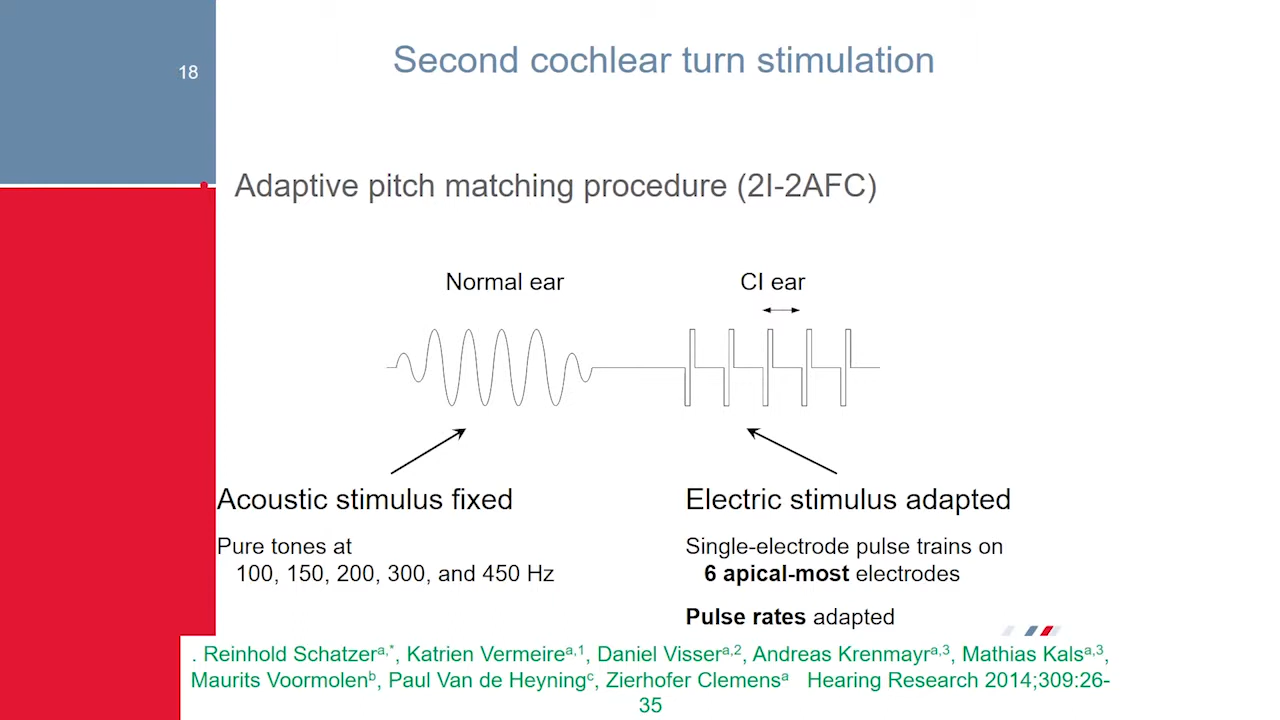 18
Second cochlear turn stimulation
• Adaptive pitch matching procedure (2I-2AFC)
Normal ear
CI ear
Acoustic stimulus fixed
Pure tones at
100, 150, 200, 300, and 450 Hz
Electric stimulus adapted
Single-electrode pulse trains on
6 apical-most electrodes
Pulse rates adapted
. Reinhold Schatzerᵃ,*, Katrien Vermeireᵃ,¹, Daniel Visserᵃ,², Andreas Krenmayrᵃ,³, Mathias Kalsᵃ,³,
Maurits Voormolenᵇ, Paul Van de Heyningᶜ, Zierhofer Clemensᵃ Hearing Research 2014;309:26-
35